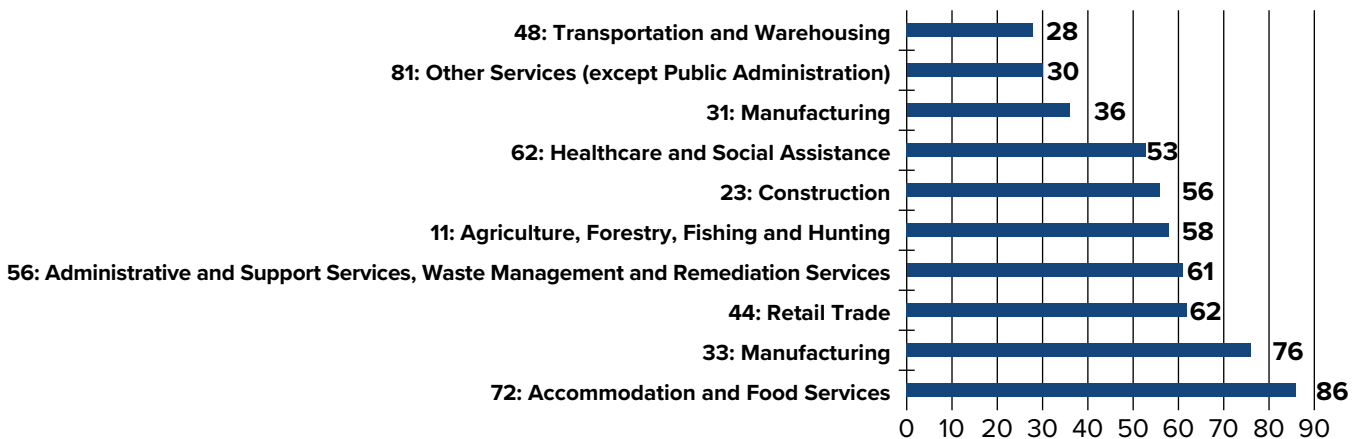 48: Transportation and Warehousing 28
81: Other Services (except Public Administration) 30
31: Manufacturing 36
62: Healthcare and Social Assistance 53
23: Construction 56
11: Agriculture, Forestry, Fishing and Hunting 58
56: Administrative and Support Services, Waste Management and Remediation Services 61
44: Retail Trade 62
33: Manufacturing 76
72: Accommodation and Food Services 86
0 10 20 30 40 50 60 70 80 90